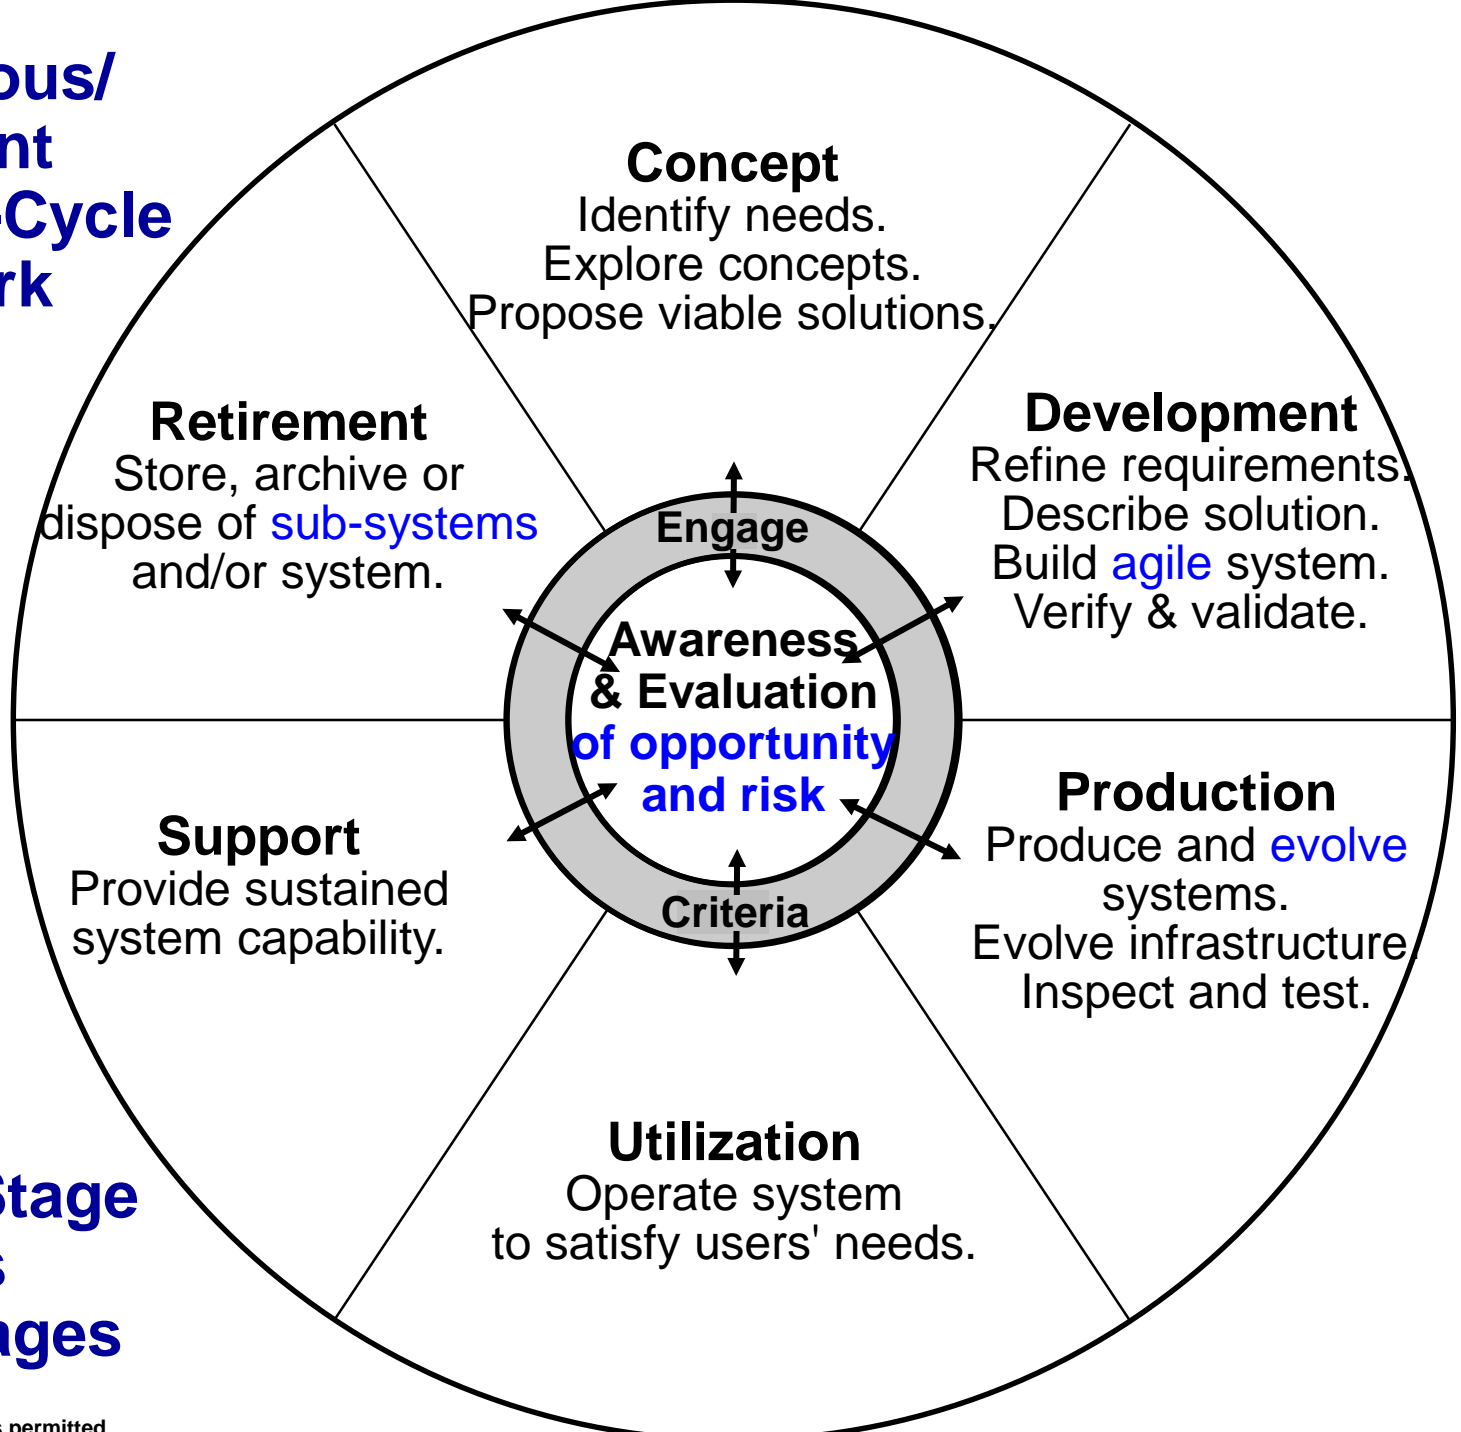 ous/
nt
-Cycle
rk
Concept
Identify needs.
Explore concepts.
Propose viable solutions.
Retirement
Store, archive or
dispose of sub-systems
and/or system.
Development
Refine requirements.
Describe solution.
Build agile system.
Verify & validate.
Engage
Awareness
& Evaluation
of opportunity
and risk
Criteria
Support
Provide sustained
system capability.
Production
Produce and evolve
systems.
Evolve infrastructure.
Inspect and test.
Utilization
Operate system
to satisfy users' needs.
Stage
s
ages
s permitted